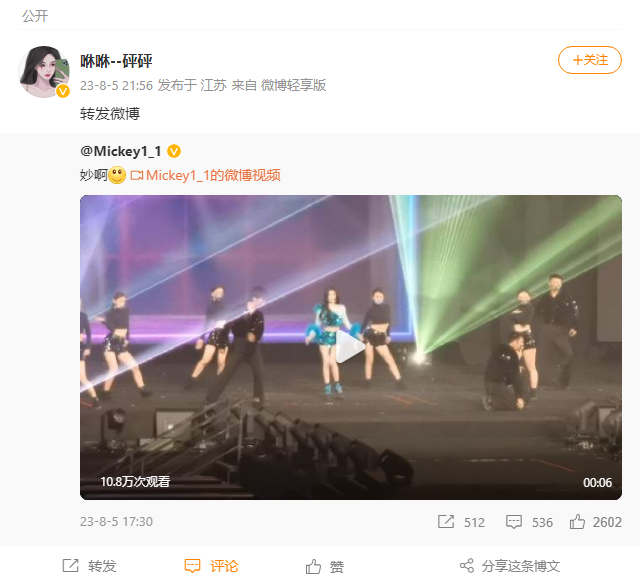 公开
咻咻--砰砰
+关注
23-8-5 21:56 发布于 江苏 来自 微博轻享版
转发微博
@Mickey1_1
妙啊 Mickey1_1的微博视频
10.8万次观看
00:06
23-8-5 17:30
512
536
2602
转发
评论
赞
分享这条博文